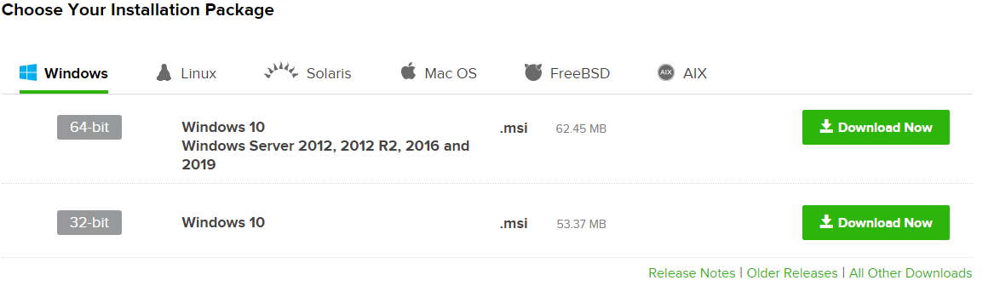 Choose Your Installation Package
Windows
Linux
Solaris
Mac OS
FreeBSD
AIX
AIX
64-bit
Windows 10
Windows Server 2012, 2012 R2, 2016 and
2019
.msi
62.45 MB
Download Now
32-bit
Windows 10
.msi
53.37 MB
Download Now
Release Notes | Older Releases | All Other Downloads